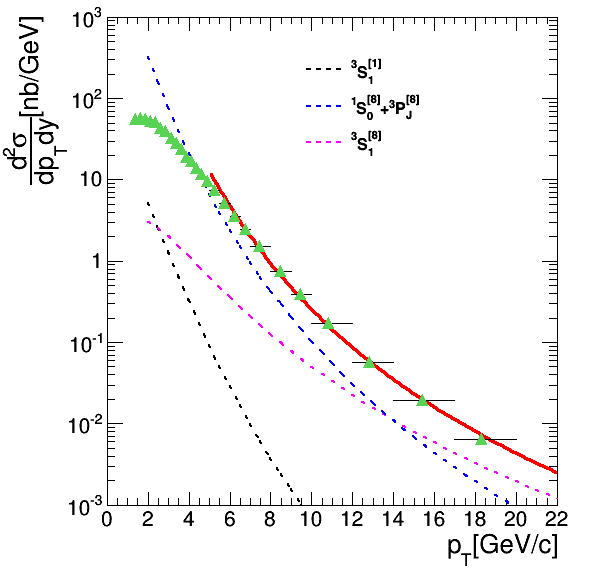 10³
10²
10
1
10⁻¹
10⁻²
10⁻³
d²σ/dp_Tdy[nb/GeV]
³S₁^[1]
¹S₀^[8]+³P_J^[8]
³S₁^[8]
0 2 4 6 8 10 12 14 16 18 20 22
p_T[GeV/c]